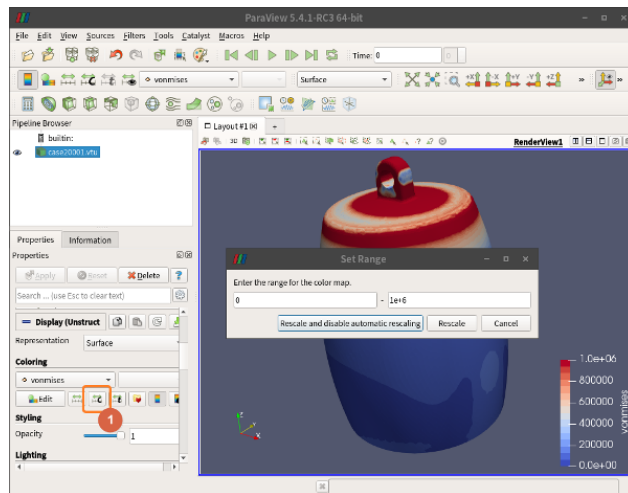 ParaView 5.4.1-RC3 64-bit
File Edit View Sources Filters Tools Catalyst Macros Help
Time: 0
vonmises
Surface
Pipeline Browser
Layout #1
+
builtin:
3D
RenderView1
Properties Information
Properties
Set Range
Apply Reset Delete ?
Enter the range for the color map.
Search ... (use Esc to clear text)
0 - 1e+6
Display (Unstruct
Rescale and disable automatic rescaling Rescale Cancel
Representation Surface
Coloring
vonmises
Edit
1
Styling
Opacity 1
Lighting
1.0e+06
800000
600000
400000
200000
0.0e+00
vonmises
Z
Y
X